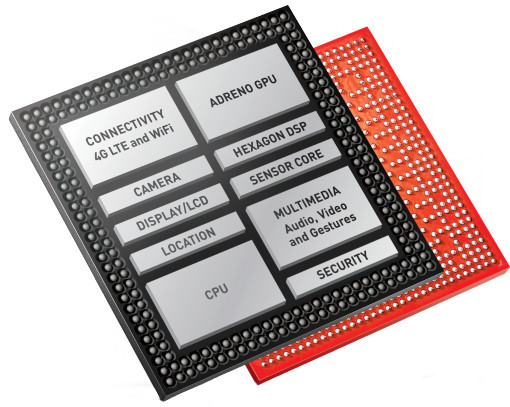 CONNECTIVITY
4G LTE and WiFi
ADRENO GPU
CAMERA
HEXAGON DSP
DISPLAY/LCD
SENSOR CORE
LOCATION
MULTIMEDIA
Audio, Video
and Gestures
CPU
SECURITY